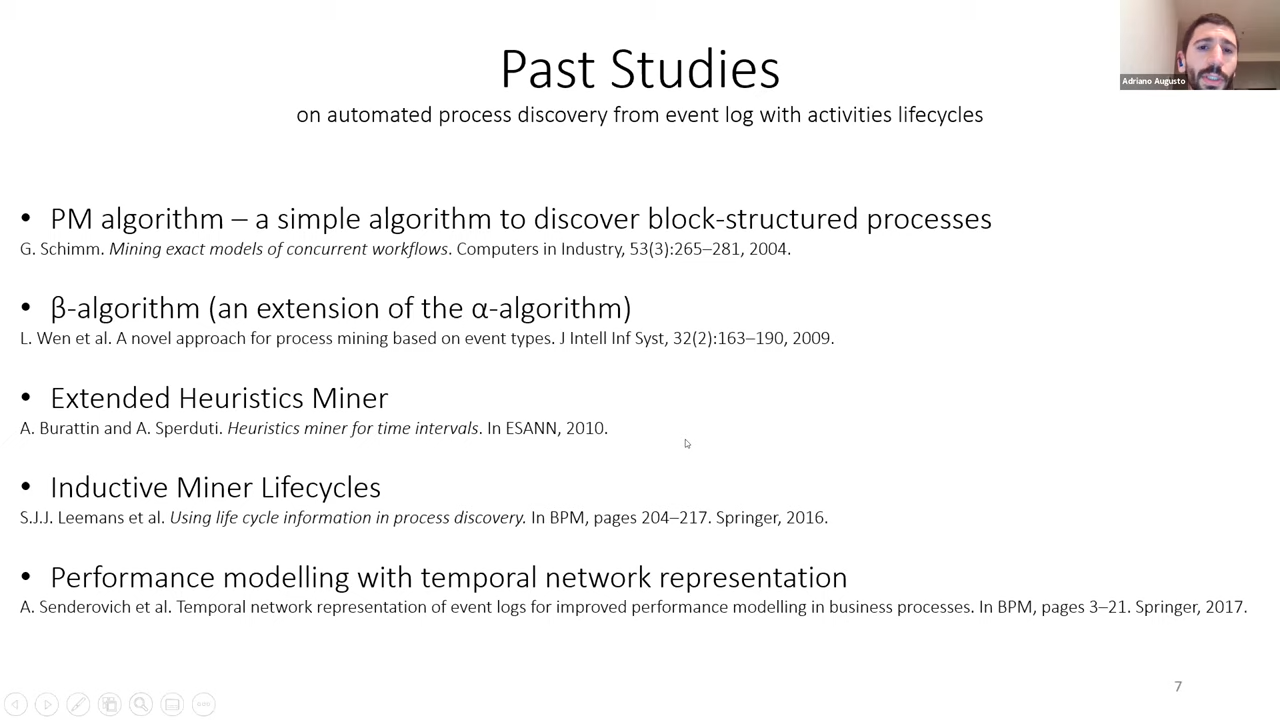 Past Studies
Adriano Augusto
on automated process discovery from event log with activities lifecycles
• PM algorithm – a simple algorithm to discover block-structured processes
G. Schimm. Mining exact models of concurrent workflows. Computers in Industry, 53(3):265–281, 2004.
• β-algorithm (an extension of the α-algorithm)
L. Wen et al. A novel approach for process mining based on event types. J Intell Inf Syst, 32(2):163–190, 2009.
• Extended Heuristics Miner
A. Burattin and A. Sperduti. Heuristics miner for time intervals. In ESANN, 2010.
• Inductive Miner Lifecycles
S.J.J. Leemans et al. Using life cycle information in process discovery. In BPM, pages 204–217. Springer, 2016.
• Performance modelling with temporal network representation
A. Senderovich et al. Temporal network representation of event logs for improved performance modelling in business processes. In BPM, pages 3–21. Springer, 2017.
7